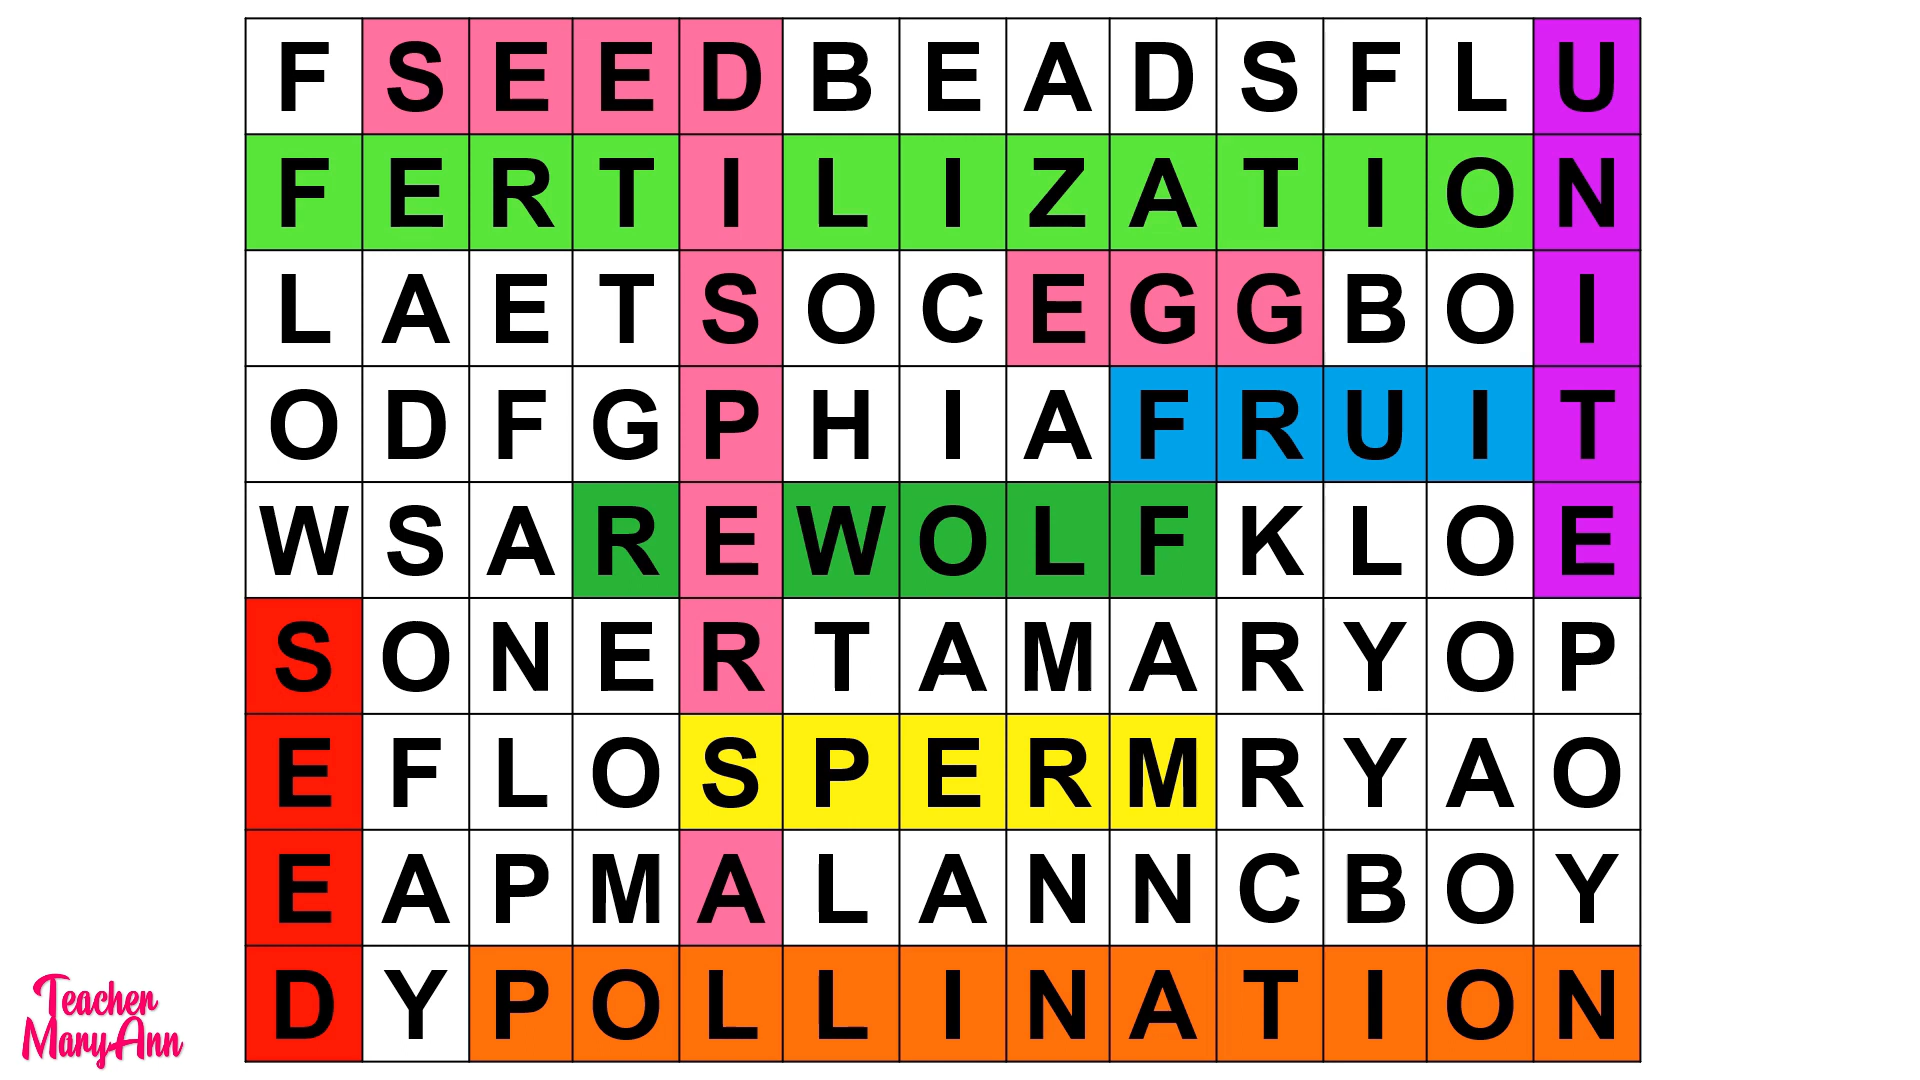 F S E E D B E A D S F L U
F E R T I L I Z A T I O N
L A E T S O C E G G B O I
O D F G P H I A F R U I T
W S A R E W O L F K L O E
S O N E R T A M A R Y O P
E F L O S P E R M R Y A O
E A P M A L A N N C B O Y
D Y P O L L I N A T I O N
Teacher
MaryAnn